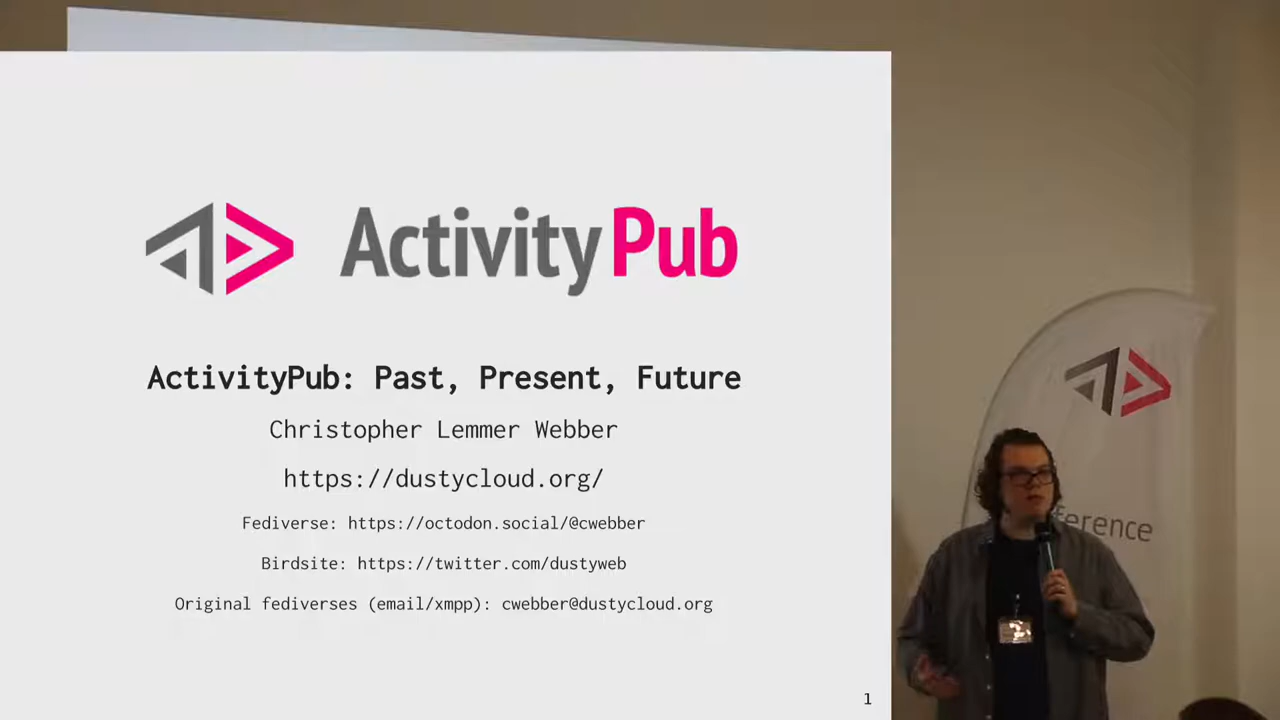 ActivityPub
ActivityPub: Past, Present, Future
Christopher Lemmer Webber
https://dustycloud.org/
Fediverse: https://octodon.social/@cwebber
Birdsite: https://twitter.com/dustyweb
Original fediverses (email/xmpp): cwebber@dustycloud.org
1
ference